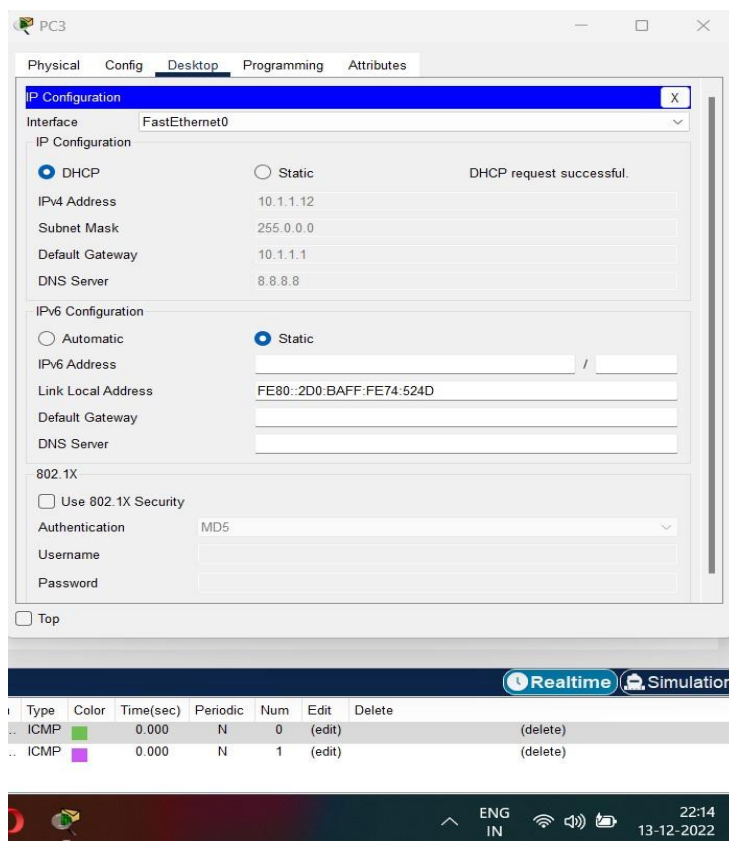 PC3
Physical Config Desktop Programming Attributes
IP Configuration X
Interface FastEthernet0
IP Configuration
DHCP Static DHCP request successful.
IPv4 Address 10.1.1.12
Subnet Mask 255.0.0.0
Default Gateway 10.1.1.1
DNS Server 8.8.8.8
IPv6 Configuration
Automatic Static
IPv6 Address /
Link Local Address FE80::2D0:BAFF:FE74:524D
Default Gateway
DNS Server
802.1X
Use 802.1X Security
Authentication MD5
Username
Password
Top
Realtime Simulation
Type Color Time(sec) Periodic Num Edit Delete
.. ICMP 0.000 N 0 (edit) (delete)
.. ICMP 0.000 N 1 (edit) (delete)
ENG 22:14
IN 13-12-2022